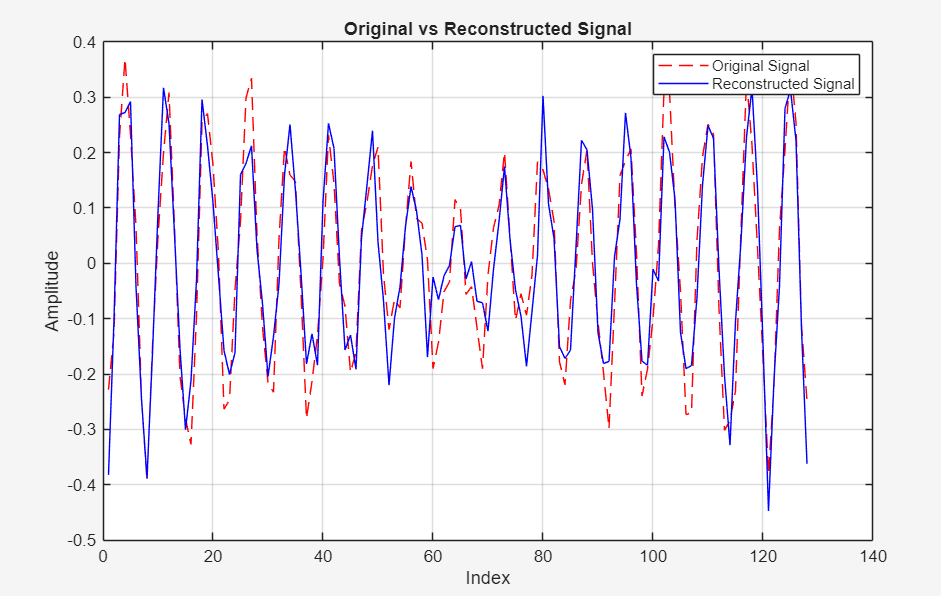 Original vs Reconstructed Signal
Original Signal
Reconstructed Signal
0.4
0.3
0.2
0.1
0
-0.1
-0.2
-0.3
-0.4
-0.5
Amplitude
0 20 40 60 80 100 120 140
Index